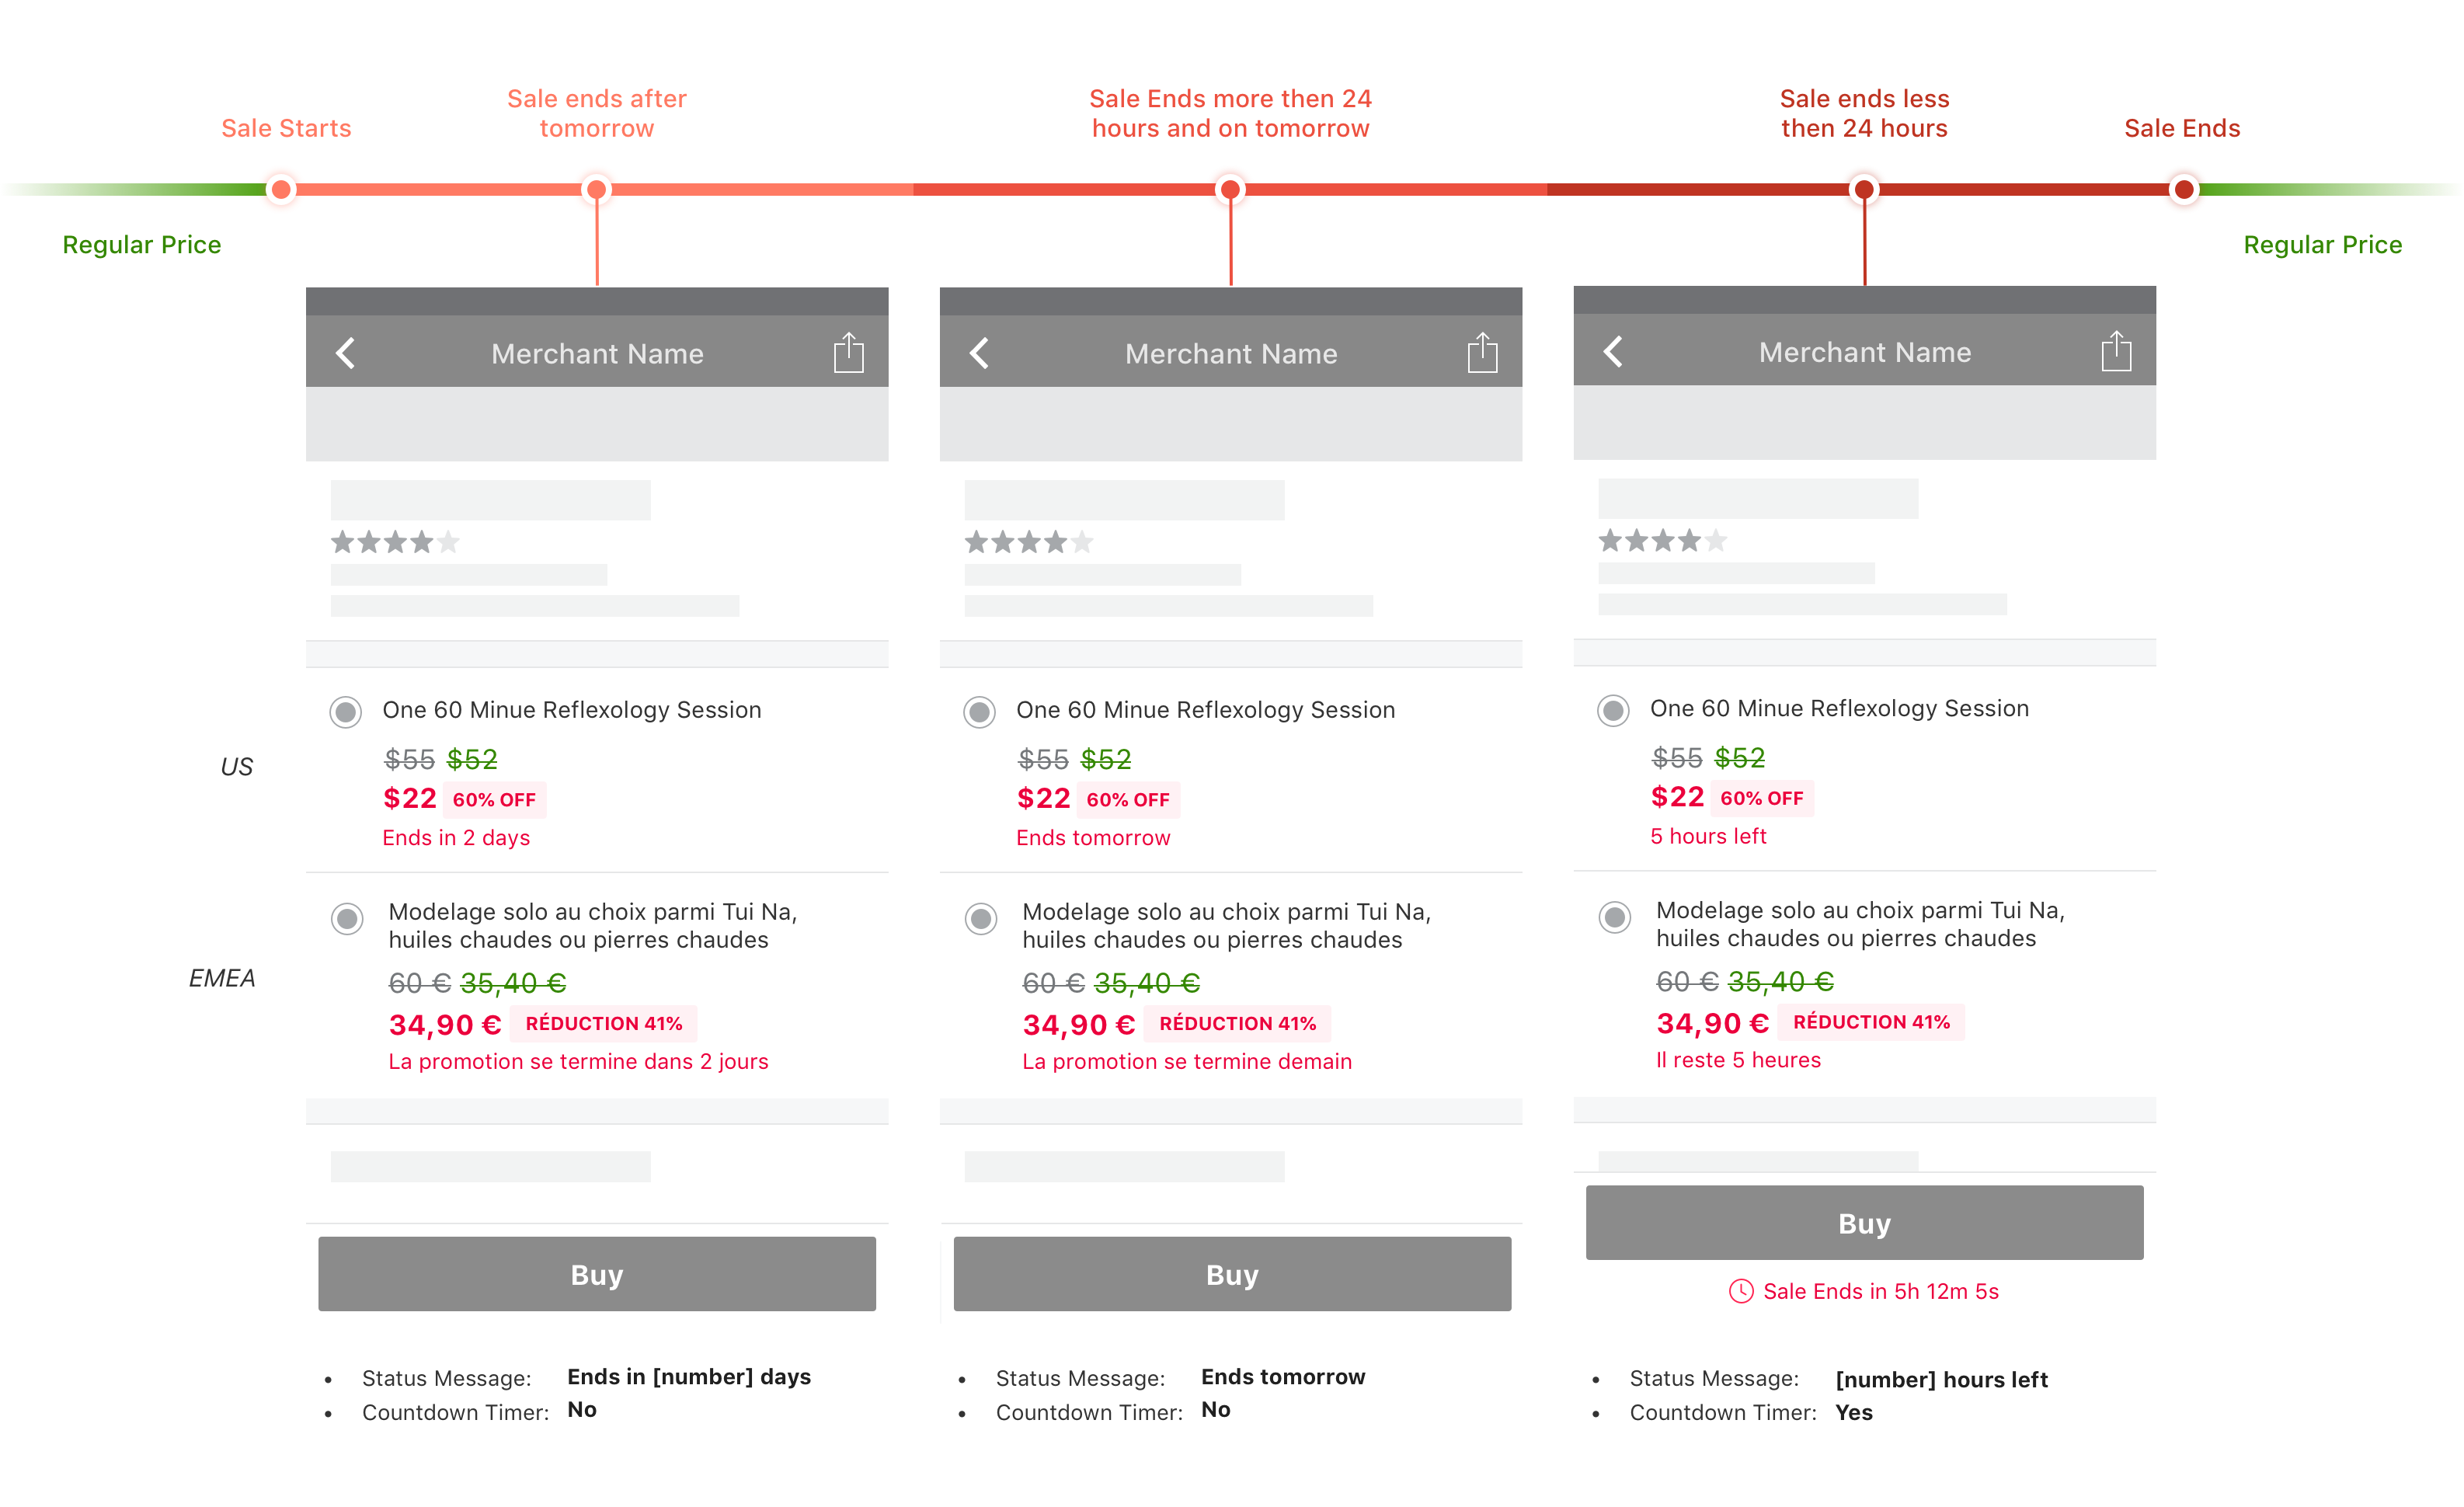 Sale Starts
Sale ends after
tomorrow
Sale Ends more then 24
hours and on tomorrow
Sale ends less
then 24 hours
Sale Ends
Regular Price
Regular Price
US
EMEA
Merchant Name
One 60 Minue Reflexology Session
$55 $52
$22 60% OFF
Ends in 2 days
Modelage solo au choix parmi Tui Na,
huiles chaudes ou pierres chaudes
60 € 35,40 €
34,90 € RÉDUCTION 41%
La promotion se termine dans 2 jours
Buy
• Status Message: Ends in [number] days
• Countdown Timer: No
Merchant Name
One 60 Minue Reflexology Session
$55 $52
$22 60% OFF
Ends tomorrow
Modelage solo au choix parmi Tui Na,
huiles chaudes ou pierres chaudes
60 € 35,40 €
34,90 € RÉDUCTION 41%
La promotion se termine demain
Buy
• Status Message: Ends tomorrow
• Countdown Timer: No
Merchant Name
One 60 Minue Reflexology Session
$55 $52
$22 60% OFF
5 hours left
Modelage solo au choix parmi Tui Na,
huiles chaudes ou pierres chaudes
60 € 35,40 €
34,90 € RÉDUCTION 41%
Il reste 5 heures
Buy
Sale Ends in 5h 12m 5s
• Status Message: [number] hours left
• Countdown Timer: Yes